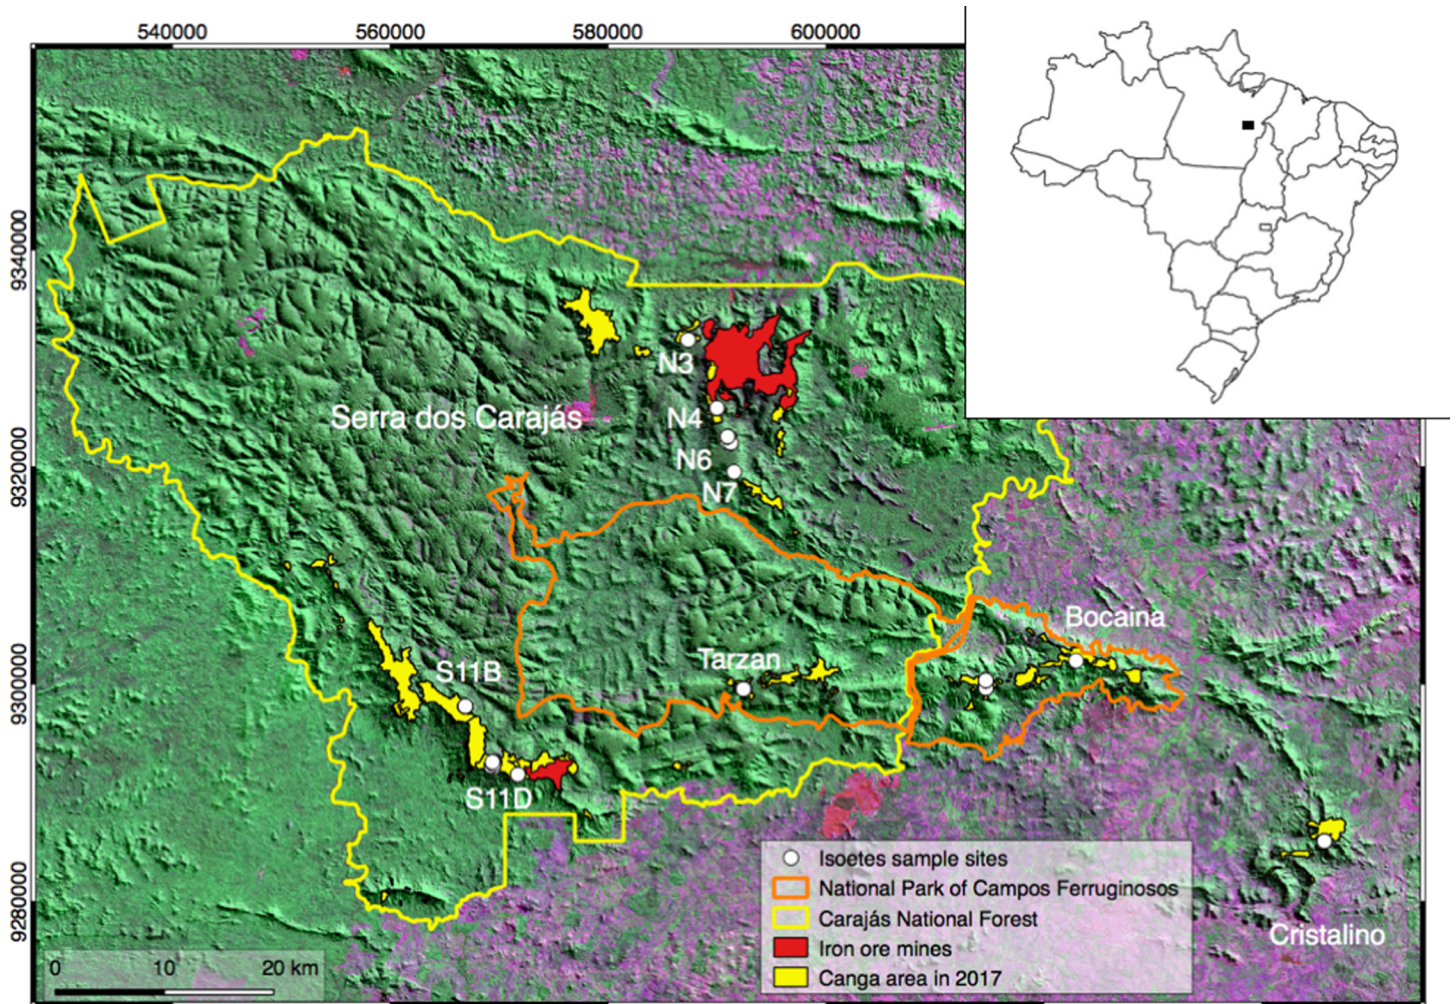 540000 560000 580000 6000000
9340000
9320000
9300000
9280000
N3
Serra dos Carajás
N4
N6
N7
Bocaina
Tarzan
S11B
S11D
Cristalino
Isoetes sample sites
National Park of Campos Ferruginosos
Carajás National Forest
Iron ore mines
Canga area in 2017
0 10 20 km